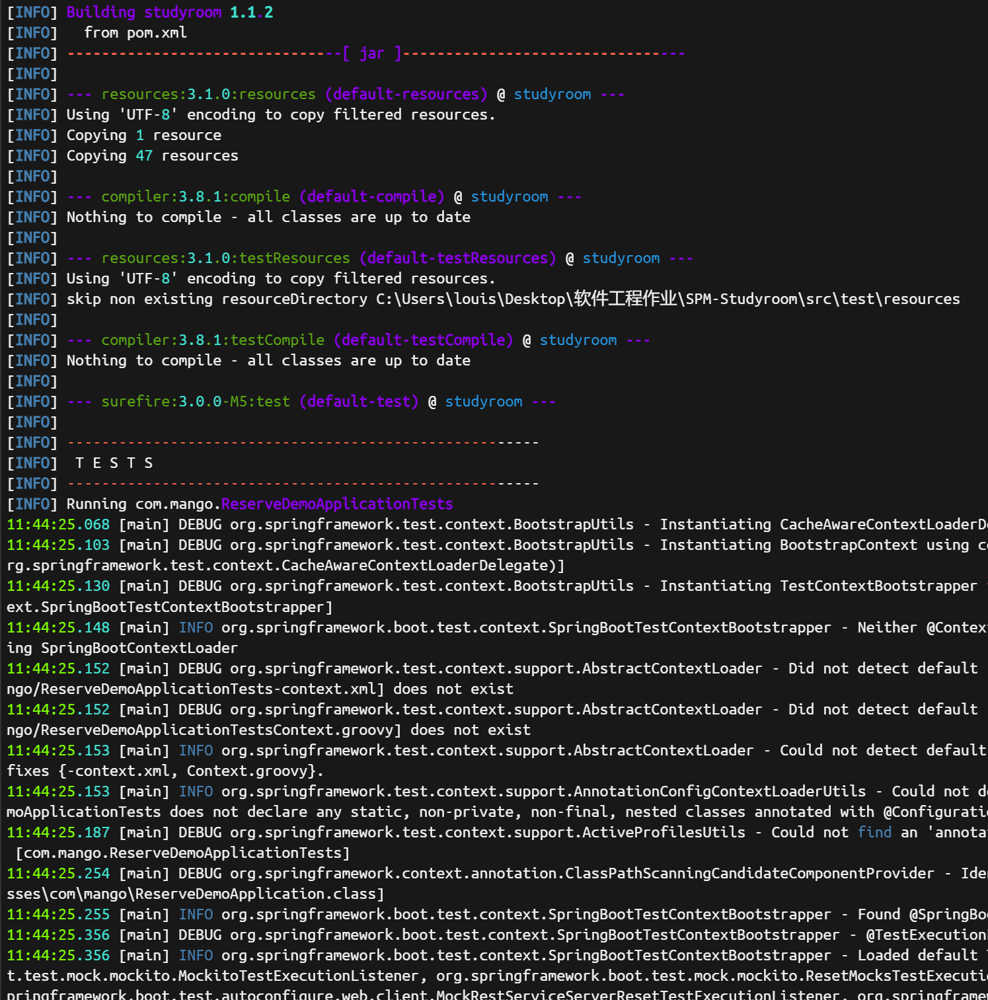 [INFO] Building studyroom 1.1.2
[INFO]   from pom.xml
[INFO] --------------------------------[ jar ]---------------------------------
[INFO]
[INFO] --- resources:3.1.0:resources (default-resources) @ studyroom ---
[INFO] Using 'UTF-8' encoding to copy filtered resources.
[INFO] Copying 1 resource
[INFO] Copying 47 resources
[INFO]
[INFO] --- compiler:3.8.1:compile (default-compile) @ studyroom ---
[INFO] Nothing to compile - all classes are up to date
[INFO]
[INFO] --- resources:3.1.0:testResources (default-testResources) @ studyroom ---
[INFO] Using 'UTF-8' encoding to copy filtered resources.
[INFO] skip non existing resourceDirectory C:\Users\louis\Desktop\软件工程作业\SPM-Studyroom\src\test\resources
[INFO]
[INFO] --- compiler:3.8.1:testCompile (default-testCompile) @ studyroom ---
[INFO] Nothing to compile - all classes are up to date
[INFO]
[INFO] --- surefire:3.0.0-M5:test (default-test) @ studyroom ---
[INFO]
[INFO] -------------------------------------------------------
[INFO]  T E S T S
[INFO] -------------------------------------------------------
[INFO] Running com.mango.ReserveDemoApplicationTests
11:44:25.068 [main] DEBUG org.springframework.test.context.BootstrapUtils - Instantiating CacheAwareContextLoaderD
11:44:25.103 [main] DEBUG org.springframework.test.context.BootstrapUtils - Instantiating BootstrapContext using c
rg.springframework.test.context.CacheAwareContextLoaderDelegate)]
11:44:25.130 [main] DEBUG org.springframework.test.context.BootstrapUtils - Instantiating TestContextBootstrapper
ext.SpringBootTestContextBootstrapper]
11:44:25.148 [main] INFO org.springframework.boot.test.context.SpringBootTestContextBootstrapper - Neither @Contex
ing SpringBootContextLoader
11:44:25.152 [main] DEBUG org.springframework.test.context.support.AbstractContextLoader - Did not detect default
ngo/ReserveDemoApplicationTests-context.xml] does not exist
11:44:25.152 [main] DEBUG org.springframework.test.context.support.AbstractContextLoader - Did not detect default
ngo/ReserveDemoApplicationTestsContext.groovy] does not exist
11:44:25.153 [main] INFO org.springframework.test.context.support.AbstractContextLoader - Could not detect default
fixes {-context.xml, Context.groovy}.
11:44:25.153 [main] INFO org.springframework.test.context.support.AnnotationConfigContextLoaderUtils - Could not d
moApplicationTests does not declare any static, non-private, non-final, nested classes annotated with @Configurati
11:44:25.187 [main] DEBUG org.springframework.test.context.support.ActiveProfilesUtils - Could not find an 'annota
 [com.mango.ReserveDemoApplicationTests]
11:44:25.254 [main] DEBUG org.springframework.context.annotation.ClassPathScanningCandidateComponentProvider - Ide
sses\com\mango\ReserveDemoApplication.class]
11:44:25.255 [main] INFO org.springframework.boot.test.context.SpringBootTestContextBootstrapper - Found @SpringBo
11:44:25.356 [main] DEBUG org.springframework.boot.test.context.SpringBootTestContextBootstrapper - @TestExecution
11:44:25.356 [main] INFO org.springframework.boot.test.context.SpringBootTestContextBootstrapper - Loaded default
t.test.mock.mockito.MockitoTestExecutionListener, org.springframework.boot.test.mock.mockito.ResetMocksTestExecuti
pringframework.boot.test.autoconfigure.web.client.MockRestServiceServerResetTestExecutionListener, org.springframe